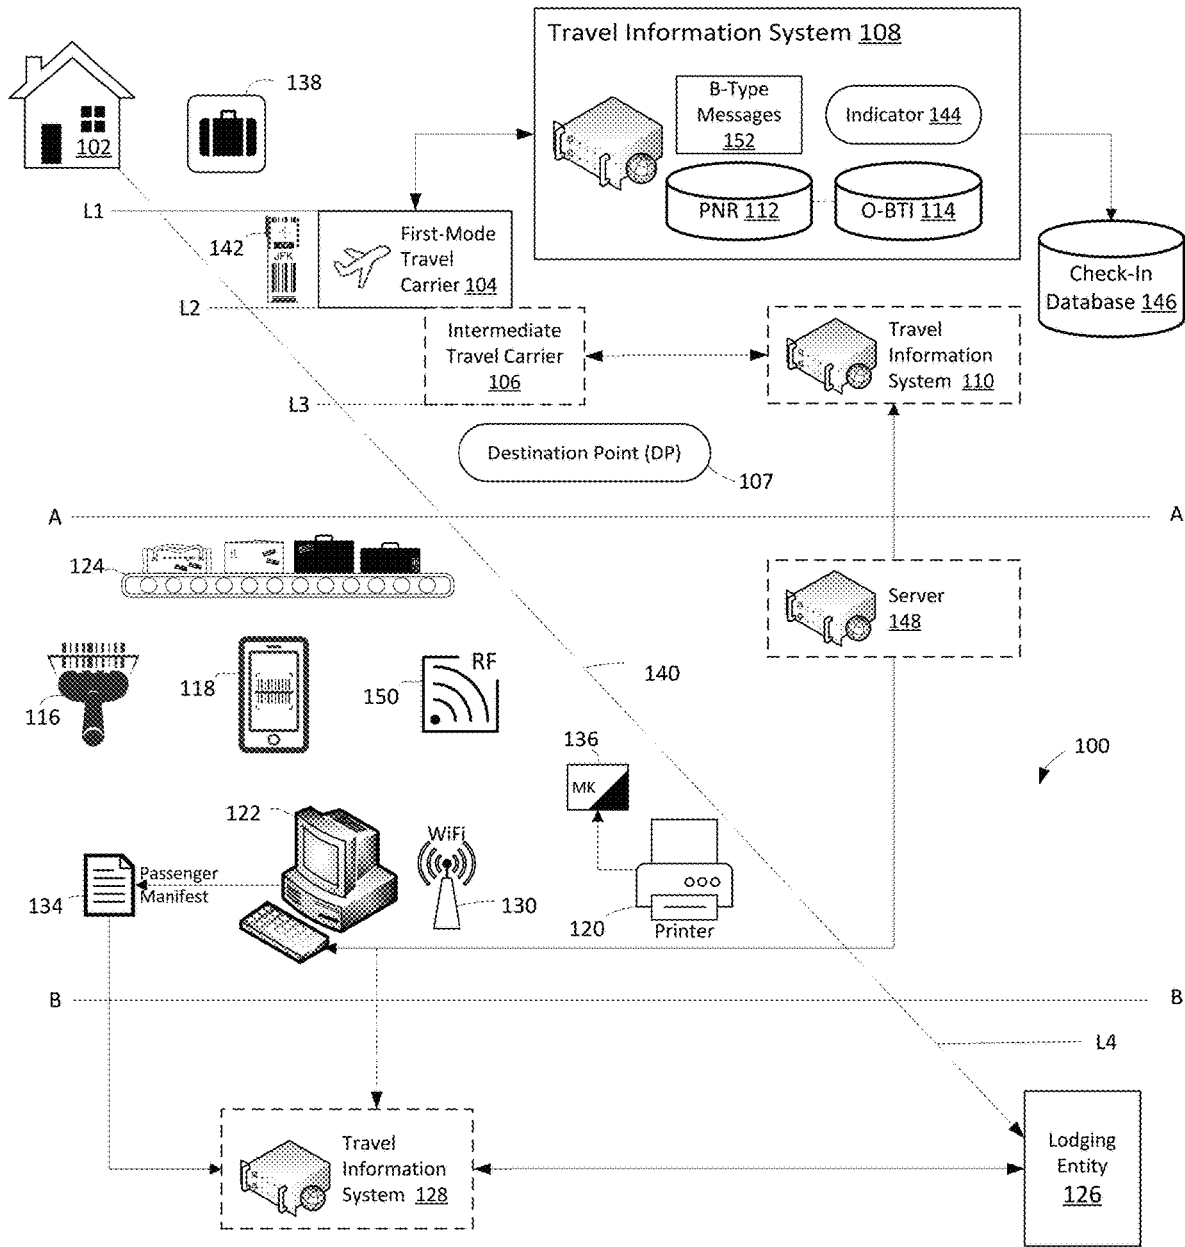 Travel Information System 108
138
B-Type
Messages
152
Indicator 144
102
PNR 112
O-BTI 114
L1
142
JFK
First-Mode
Travel
Carrier 104
Check-In
Database 146
L2
Intermediate
Travel Carrier
106
Travel
Information
System 110
L3
Destination Point (DP)
107
A
A
124
Server
148
RF
118
150
140
116
136
100
MK
122
WiFi
Passenger
Manifest
134
130
120
Printer
B
B
L4
Travel
Information
System 128
Lodging
Entity
126